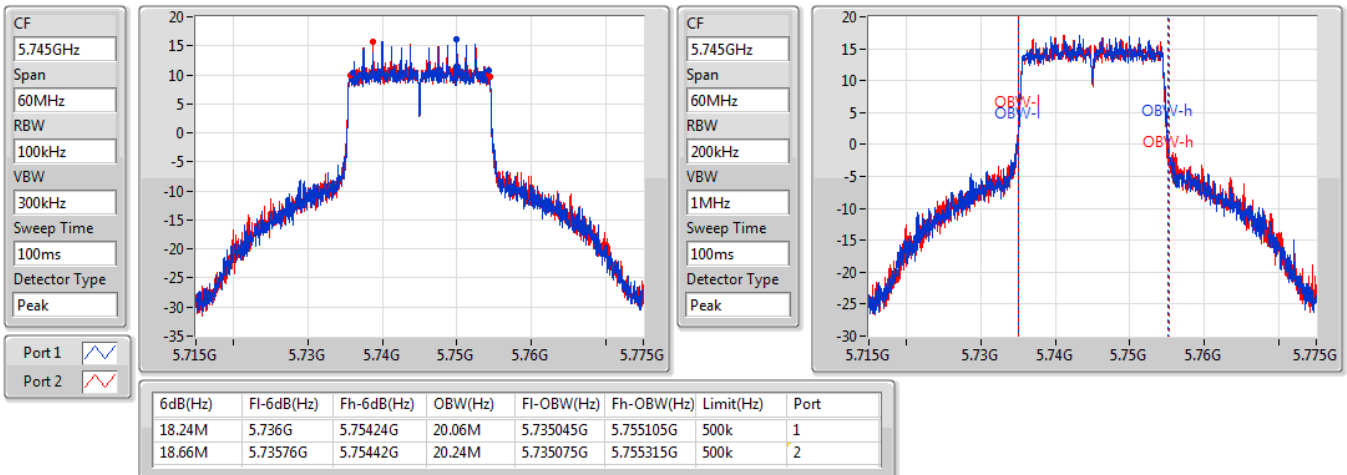 CF
5.745GHz
Span
60MHz
RBW
100kHz
VBW
300kHz
Sweep Time
100ms
Detector Type
Peak
Port 1
Port 2
20
15
10
5
0
-5
-10
-15
-20
-25
-30
-35
5.715G 5.73G 5.74G 5.75G 5.76G 5.775G
CF
5.745GHz
Span
60MHz
RBW
200kHz
VBW
1MHz
Sweep Time
100ms
Detector Type
Peak
20
15
10
5
0
-5
-10
-15
-20
-25
-30
OBW-l
OBW-l
OBW-h
OBW-h
5.715G 5.73G 5.74G 5.75G 5.76G 5.775G
6dB(Hz) Fl-6dB(Hz) Fh-6dB(Hz) OBW(Hz) Fl-OBW(Hz) Fh-OBW(Hz) Limit(Hz) Port
18.24M 5.736G 5.75424G 20.06M 5.735045G 5.755105G 500k 1
18.66M 5.73576G 5.75442G 20.24M 5.735075G 5.755315G 500k 2